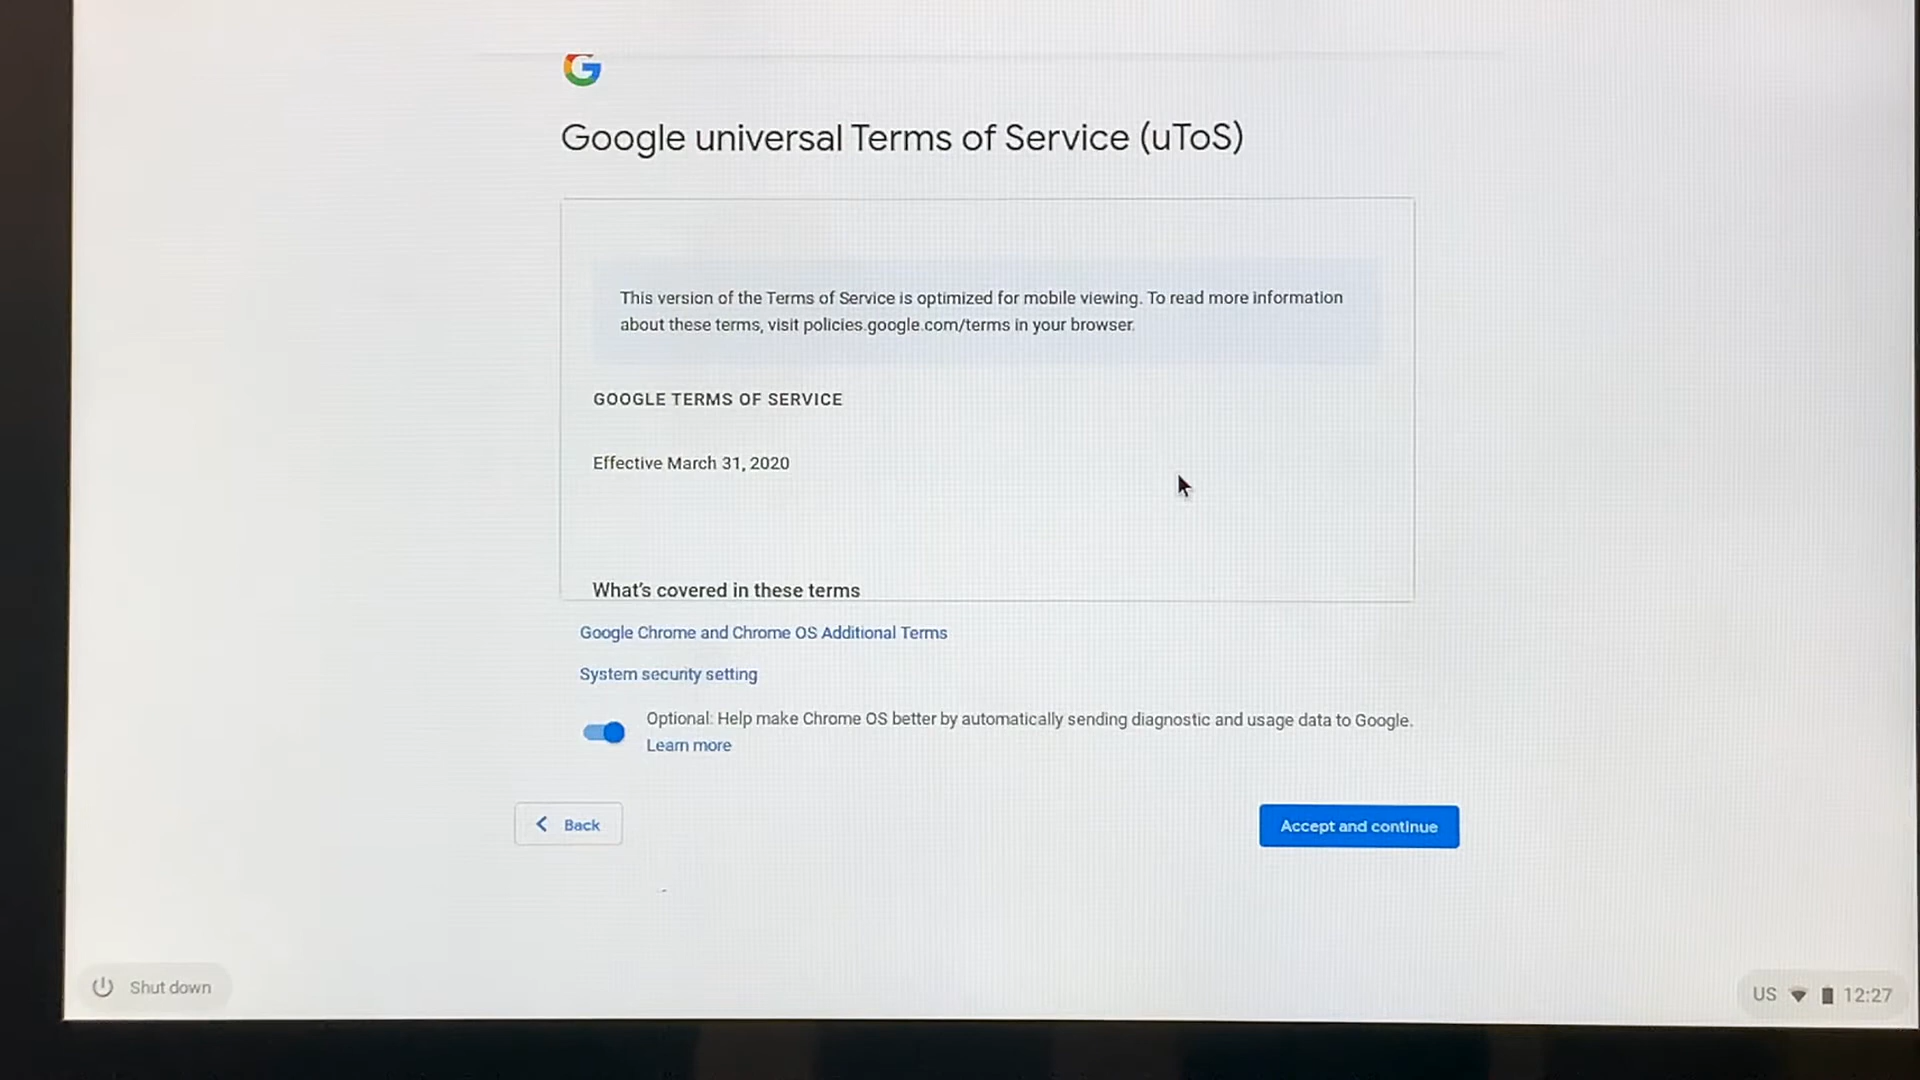 Google universal Terms of Service (uToS)
This version of the Terms of Service is optimized for mobile viewing. To read more information
about these terms, visit policies.google.com/terms in your browser.
GOOGLE TERMS OF SERVICE
Effective March 31, 2020
What's covered in these terms
Google Chrome and Chrome OS Additional Terms
System security setting
Optional: Help make Chrome OS better by automatically sending diagnostic and usage data to Google.
Learn more
Back
Accept and continue
Shut down
US 12:27